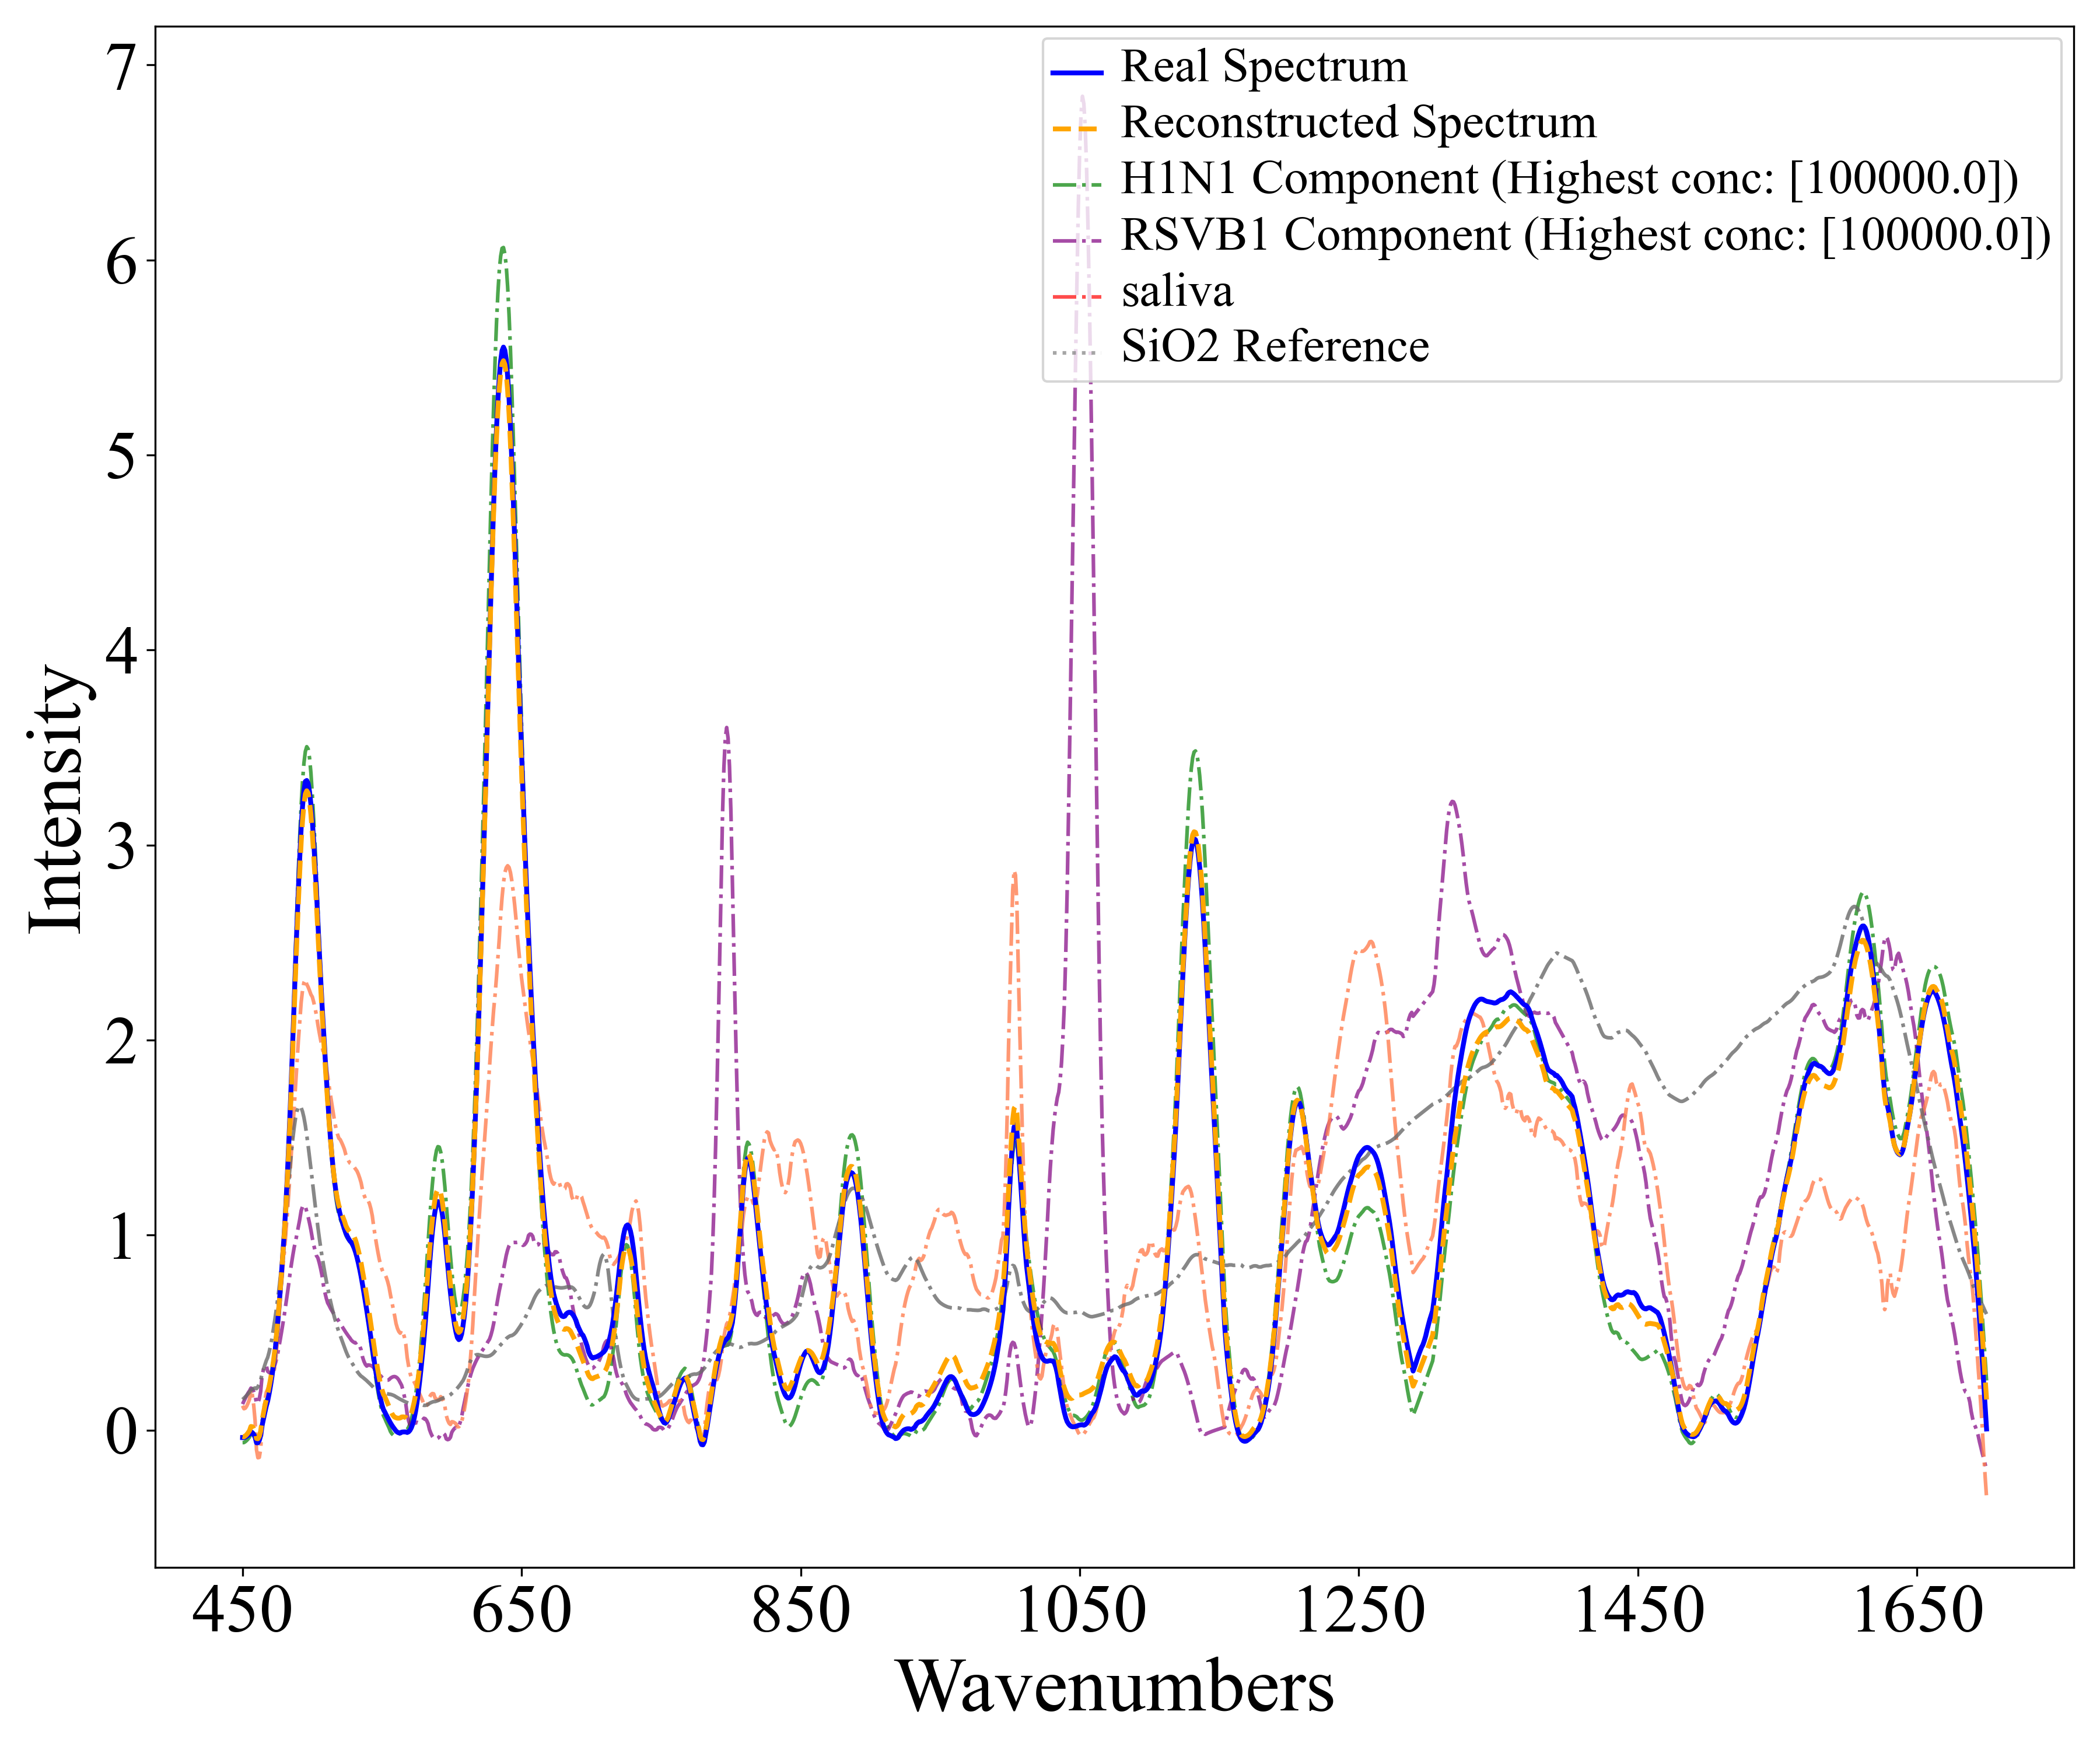 7
6
5
4
3
2
1
0
Intensity
Real Spectrum
Reconstructed Spectrum
H1N1 Component (Highest conc: [100000.0])
RSVB1 Component (Highest conc: [100000.0])
saliva
SiO2 Reference
450 650 850 1050 1250 1450 1650
Wavenumbers